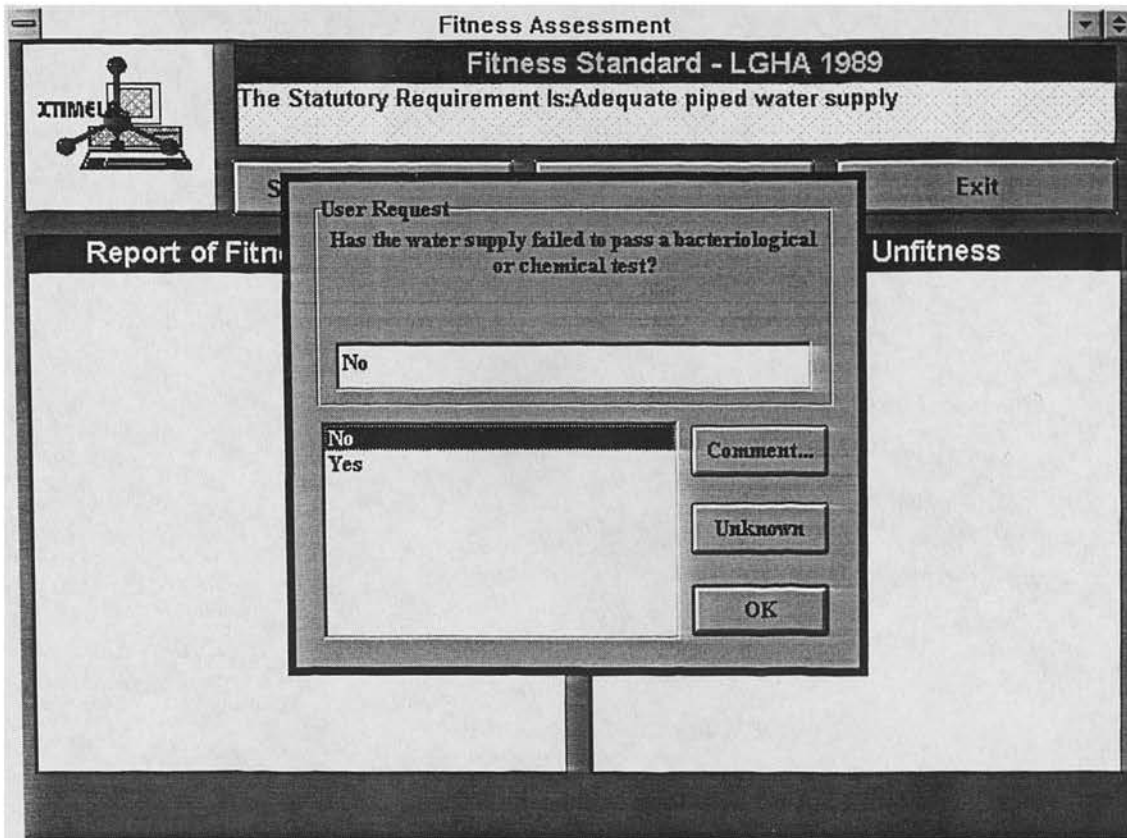 Fitness Assessment
Fitness Standard - LGHA 1989
XTIMEL
The Statutory Requirement Is:Adequate piped water supply
S
Exit
User Request
Has the water supply failed to pass a bacteriological
or chemical test?
Report of Fitn
Unfitness
No
No
Yes
Comment...
Unknown
OK